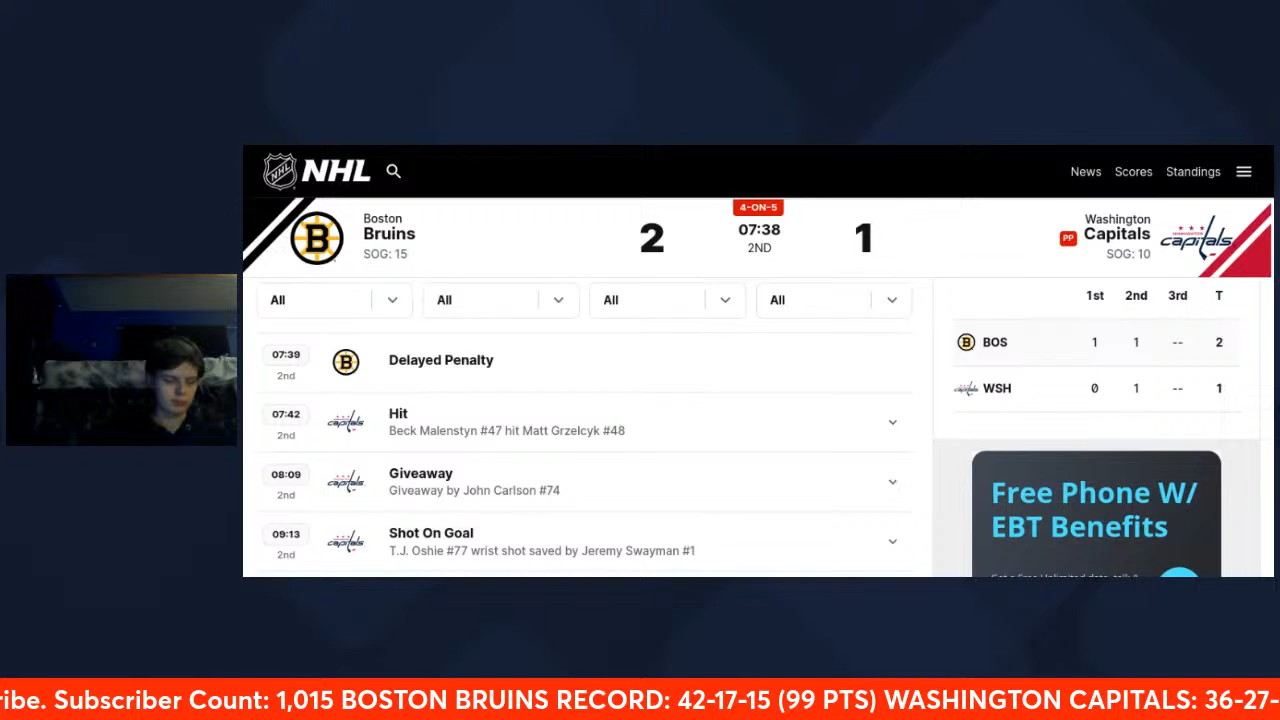 NHL
News Scores Standings
Boston
Bruins
SOG: 15
2
4-ON-5
07:38
2ND
1
PP
Washington
Capitals
SOG: 10
capitals
All All All All
07:39
2nd
B
Delayed Penalty
07:42
2nd
capitals
Hit
Beck Malenstyn #47 hit Matt Grzelcyk #48
08:09
2nd
capitals
Giveaway
Giveaway by John Carlson #74
09:13
2nd
capitals
Shot On Goal
T.J. Oshie #77 wrist shot saved by Jeremy Swayman #1
1st 2nd 3rd T
BOS 1 1 -- 2
WSH 0 1 -- 1
Free Phone W/
EBT Benefits
ribe. Subscriber Count: 1,015 BOSTON BRUINS RECORD: 42-17-15 (99 PTS) WASHINGTON CAPITALS: 36-27-